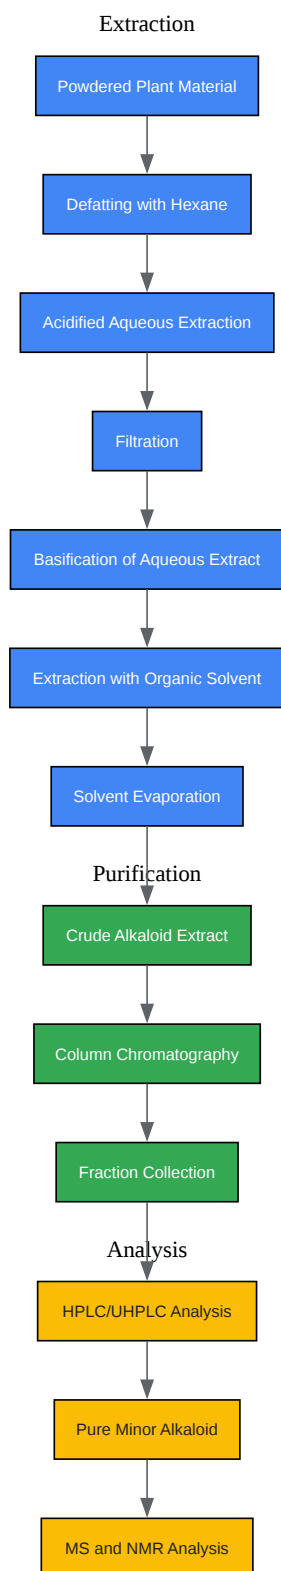 Extraction
Powdered Plant Material
Defatting with Hexane
Acidified Aqueous Extraction
Filtration
Basification of Aqueous Extract
Extraction with Organic Solvent
Solvent Evaporation
Purification
Crude Alkaloid Extract
Column Chromatography
Fraction Collection
Analysis
HPLC/UHPLC Analysis
Pure Minor Alkaloid
MS and NMR Analysis